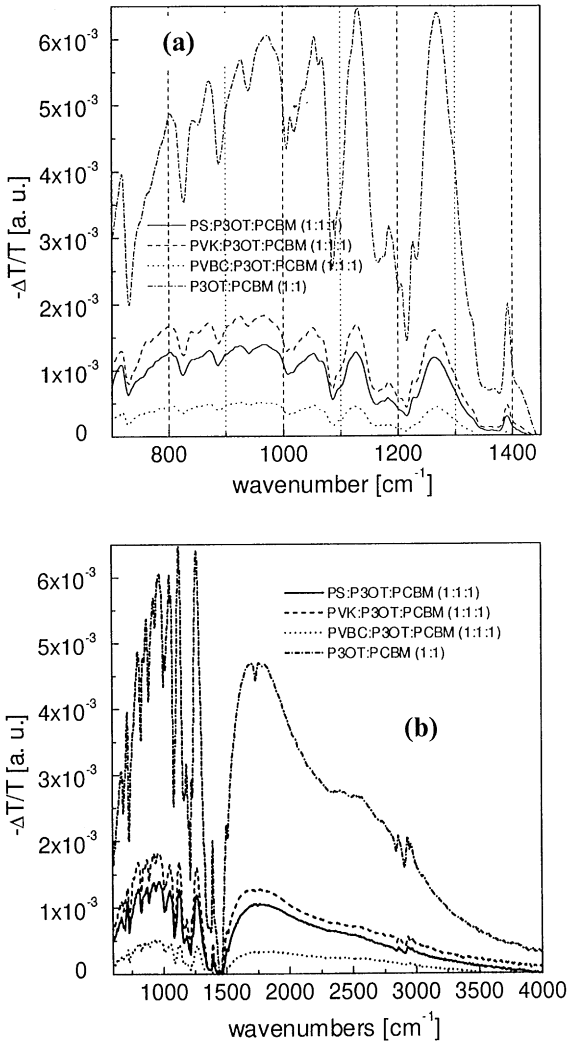 (a)
6x10-3
5x10-3
4x10-3
3x10-3
2x10-3
1x10-3
0
-ΔT/T [a. u.]
PS:P3OT:PCBM (1:1:1)
PVK:P3OT:PCBM (1:1:1)
PVBC:P3OT:PCBM (1:1:1)
P3OT:PCBM (1:1)
800 1000 1200 1400
wavenumber [cm-1]
6x10-3
5x10-3
4x10-3
3x10-3
2x10-3
1x10-3
0
-ΔT/T [a. u.]
PS:P3OT:PCBM (1:1:1)
PVK:P3OT:PCBM (1:1:1)
PVBC:P3OT:PCBM (1:1:1)
P3OT:PCBM (1:1)
(b)
1000 1500 2000 2500 3000 3500 4000
wavenumbers [cm-1]